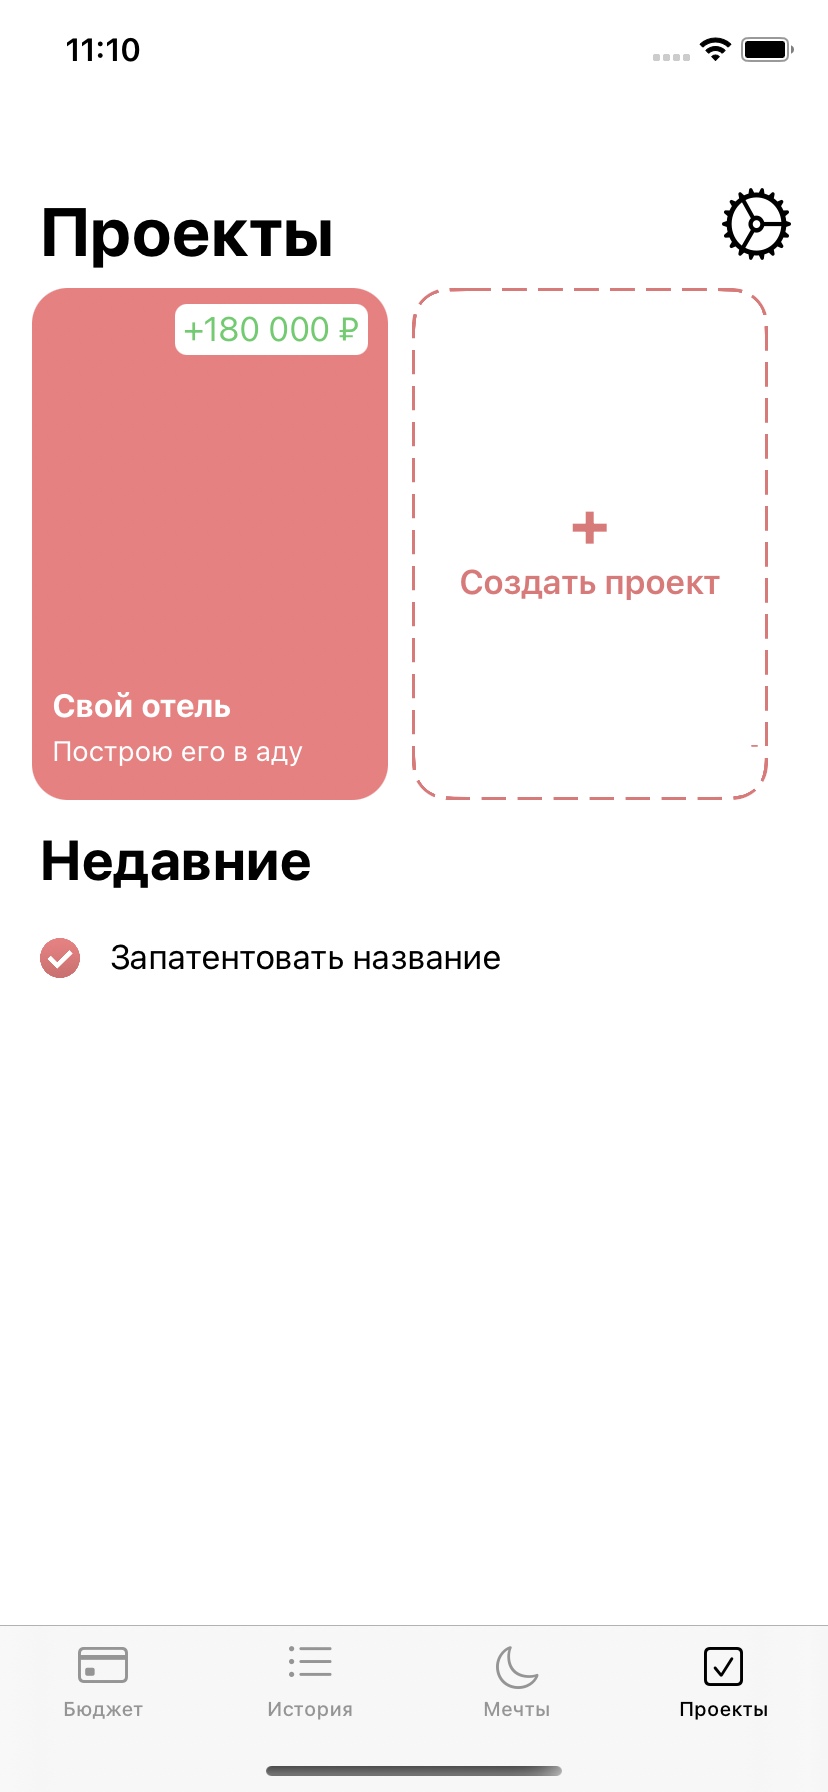 11:10
Проекты
+180 000 ₽
+
Создать проект
Свой отель
Построю его в аду
Недавние
Запатентовать название
Бюджет
История
Мечты
Проекты